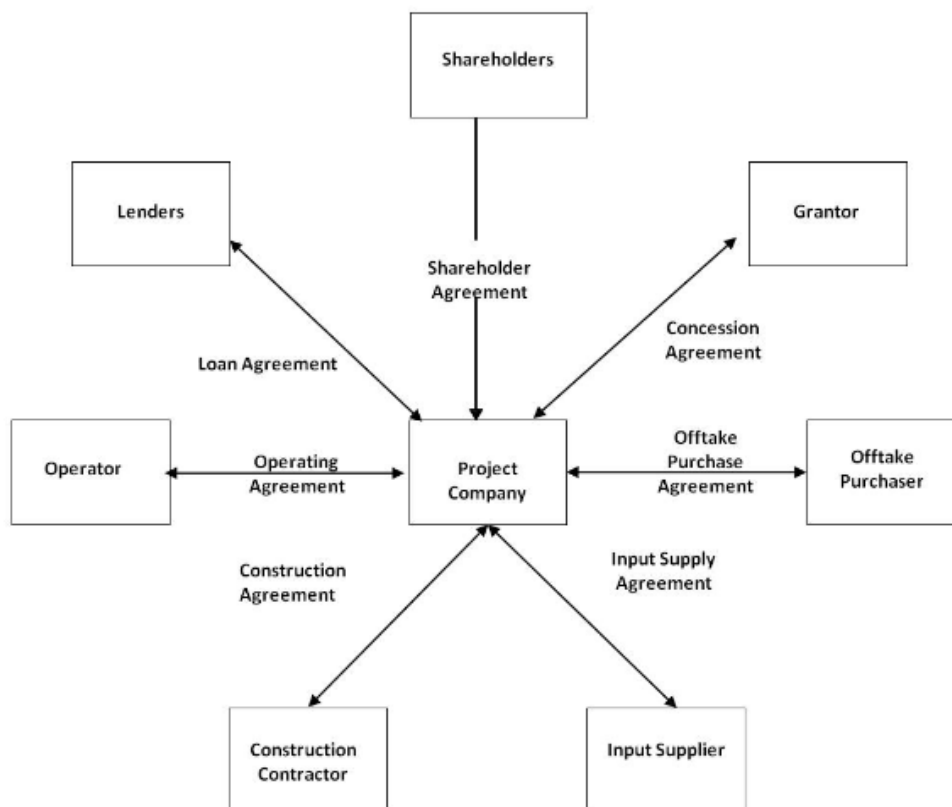 Shareholders
Lenders
Grantor
Shareholder
Agreement
Concession
Agreement
Loan Agreement
Operator
Operating
Agreement
Project
Company
Offtake
Purchase
Agreement
Offtake
Purchaser
Construction
Agreement
Input Supply
Agreement
Construction
Contractor
Input Supplier